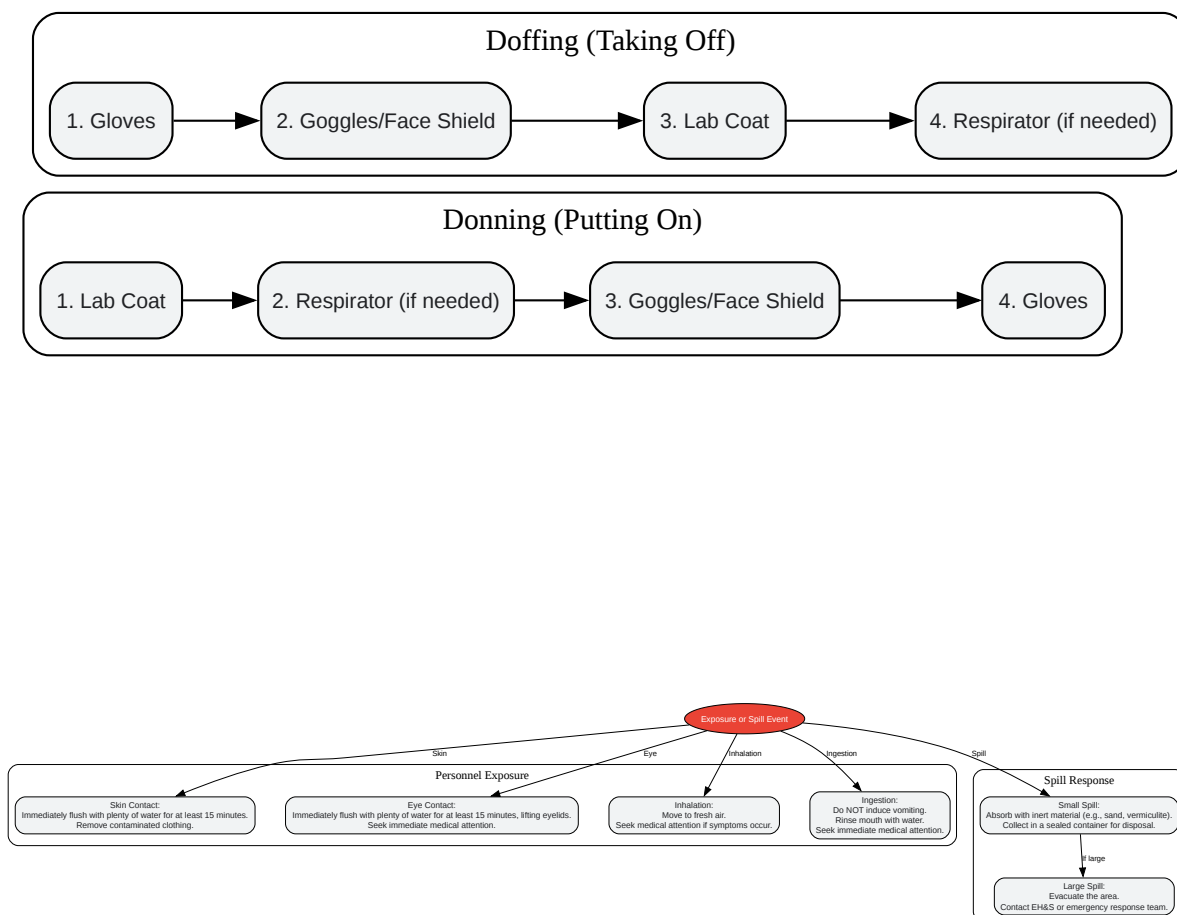 Doffing (Taking Off)
1. Gloves
2. Goggles/Face Shield
3. Lab Coat
4. Respirator (if needed)
Donning (Putting On)
1. Lab Coat
2. Respirator (if needed)
3. Goggles/Face Shield
4. Gloves
Exposure or Spill Event
Skin
Eye
Inhalation
Ingestion
Spill
Personnel Exposure
Skin Contact:
Immediately flush with plenty of water for at least 15 minutes.
Remove contaminated clothing.
Eye Contact:
Immediately flush with plenty of water for at least 15 minutes, lifting eyelids.
Seek immediate medical attention.
Inhalation:
Move to fresh air.
Seek medical attention if symptoms occur.
Ingestion:
Do NOT induce vomiting.
Rinse mouth with water.
Seek immediate medical attention.
Spill Response
Small Spill:
Absorb with inert material (e.g., sand, vermiculite).
Collect in a sealed container for disposal.
If large
Large Spill:
Evacuate the area.
Contact EH&S or emergency response team.